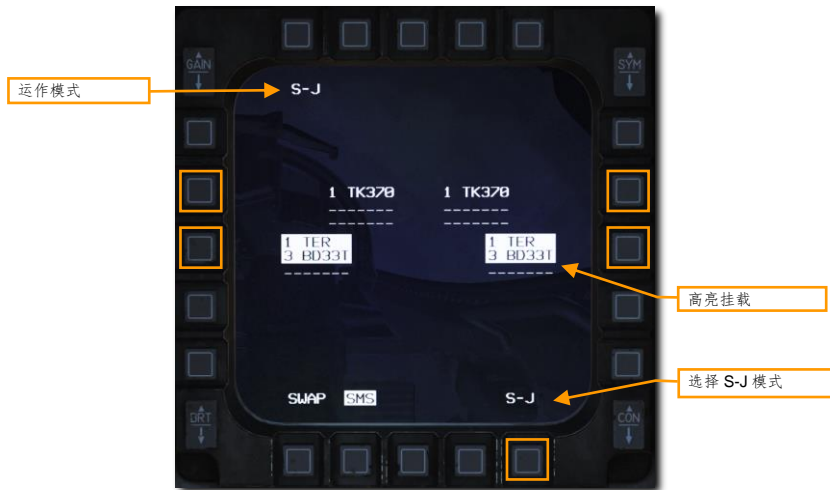 GAIN
SYM
运作模式
S-J
1 TK370 1 TK370
------- -------
1 TER 1 TER
3 BD33T 3 BD33T
------- -------
高亮挂载
选择 S-J 模式
SWAP SMS S-J
BRT
CON